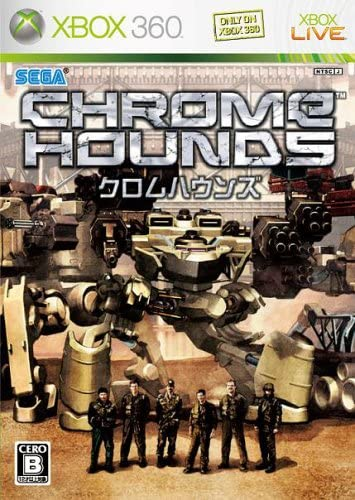 XBOX 360
ONLY ON
XBOX 360
XBOX
LIVE
SEGA
NTSC J
CHROME
HOUNDS
クロムハウンズ
CERO
B